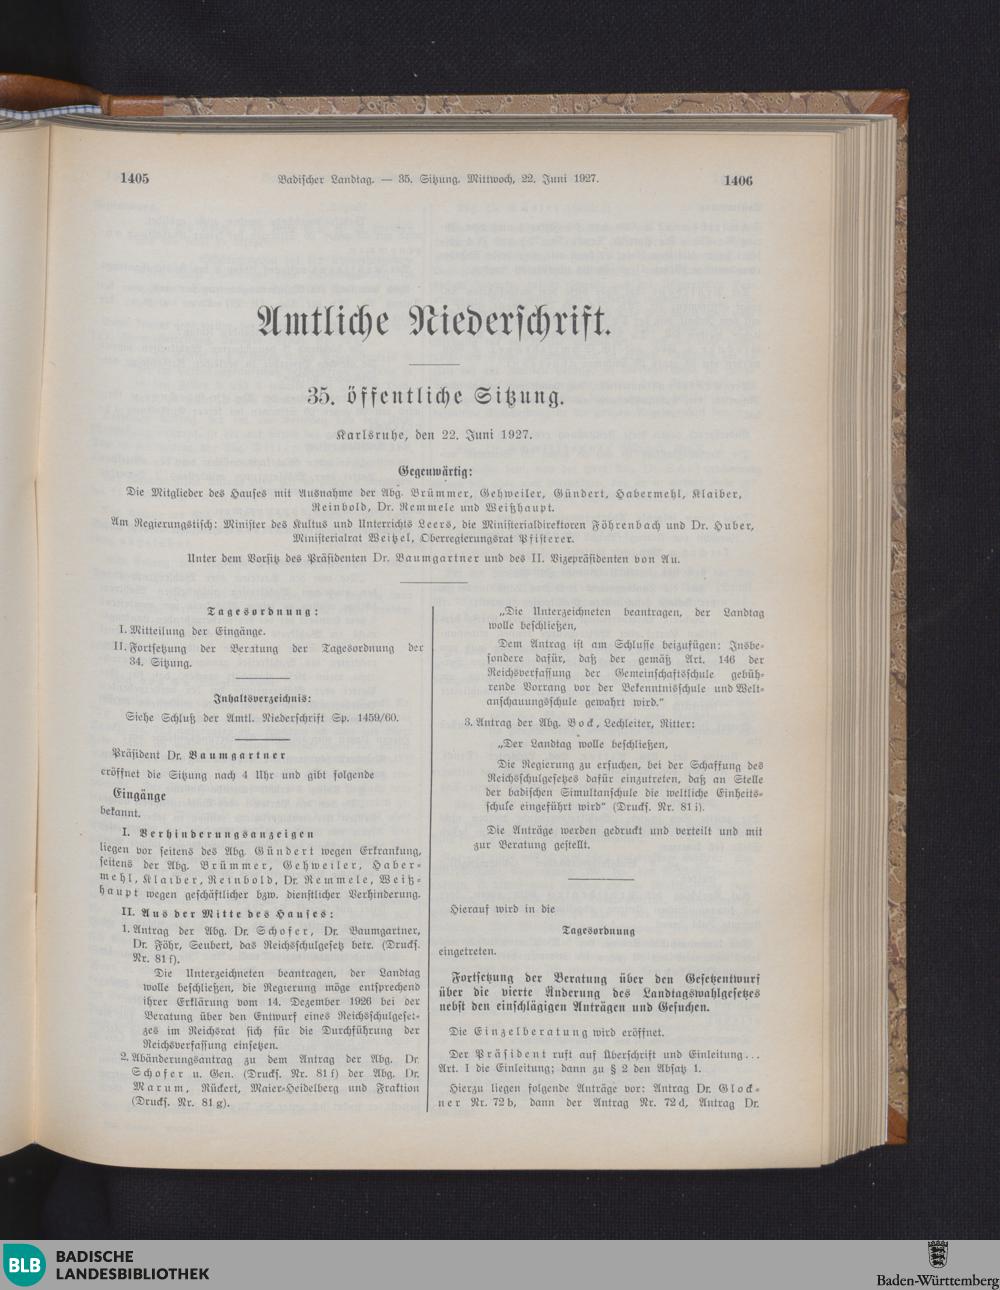 1405
Badischer Landtag. — 35. Sitzung. Mittwoch, 22. Juni 1927.
1406
Amtliche Niederschrift.
35. öffentliche Sitzung.
Karlsruhe, den 22. Juni 1927.
Gegenwärtig:
Die Mitglieder des Hauses mit Ausnahme der Abg. Brümmer, Gehweiler, Gündert, Habermehl, Klaiber,
Reinbold, Dr. Remmele und Weißhaupt.
Am Regierungstisch: Minister des Kultus und Unterrichts Leers, die Ministerialdirektoren Föhrenbach und Dr. Huber,
Ministerialrat Weitzel, Oberregierungsrat Pfisterer.
Unter dem Vorsitz des Präsidenten Dr. Baumgartner und des II. Vizepräsidenten von Au.
Tagesordnung:
I. Mitteilung der Eingänge.
II. Fortsetzung der Beratung der Tagesordnung der
34. Sitzung.
Inhaltsverzeichnis:
Siehe Schluß der Amtl. Niederschrift Sp. 1459/60.
Präsident Dr. Baumgartner
eröffnet die Sitzung nach 4 Uhr und gibt folgende
Eingänge
bekannt.
I. Verhinderungsanzeigen
liegen vor seitens des Abg. Gündert wegen Erkrankung,
seitens der Abg. Brümmer, Gehweiler, Haber-
mehl, Klaiber, Reinbold, Dr. Remmele, Weiß-
haupt wegen geschäftlicher bzw. dienstlicher Verhinderung.
II. Aus der Mitte des Hauses:
1. Antrag der Abg. Dr. Schofer, Dr. Baumgartner,
Dr. Föhr, Seubert, das Reichsschulgesetz betr. (Drucks.
Nr. 81 f).
Die Unterzeichneten beantragen, der Landtag
wolle beschließen, die Regierung möge entsprechend
ihrer Erklärung vom 14. Dezember 1926 bei der
Beratung über den Entwurf eines Reichsschulgeset-
zes im Reichsrat sich für die Durchführung der
Reichsverfassung einsetzen.
2. Abänderungsantrag zu dem Antrag der Abg. Dr.
Schofer u. Gen. (Drucks. Nr. 81 f) der Abg. Dr.
Marum, Rückert, Maier-Heidelberg und Fraktion
(Drucks. Nr. 81 g).
„Die Unterzeichneten beantragen, der Landtag
wolle beschließen,
Dem Antrag ist am Schlusse beizufügen: Insbe-
sondere dafür, daß der gemäß Art. 146 der
Reichsverfassung der Gemeinschaftsschule gebüh-
rende Vorrang vor der Bekenntnisschule und Welt-
anschauungsschule gewahrt wird.“
3. Antrag der Abg. Bock, Lechleiter, Ritter:
„Der Landtag wolle beschließen,
Die Regierung zu ersuchen, bei der Schaffung des
Reichsschulgesetzes dafür einzutreten, daß an Stelle
der badischen Simultanschule die weltliche Einheits-
schule eingeführt wird“ (Drucks. Nr. 81 i).
Die Anträge werden gedruckt und verteilt und mit
zur Beratung gestellt.
Hierauf wird in die
Tagesordnung
eingetreten.
Fortsetzung der Beratung über den Gesetzentwurf
über die vierte Änderung des Landtagswahlgesetzes
nebst den einschlägigen Anträgen und Gesuchen.
Die Einzelberatung wird eröffnet.
Der Präsident ruft auf Überschrift und Einleitung...
Art. I die Einleitung; dann zu § 2 den Absatz 1.
Hierzu liegen folgende Anträge vor: Antrag Dr. Glock-
ner Nr. 72 b, dann der Antrag Nr. 72 d, Antrag Dr.
BLB BADISCHE
LANDESBIBLIOTHEK
Baden-Württemberg